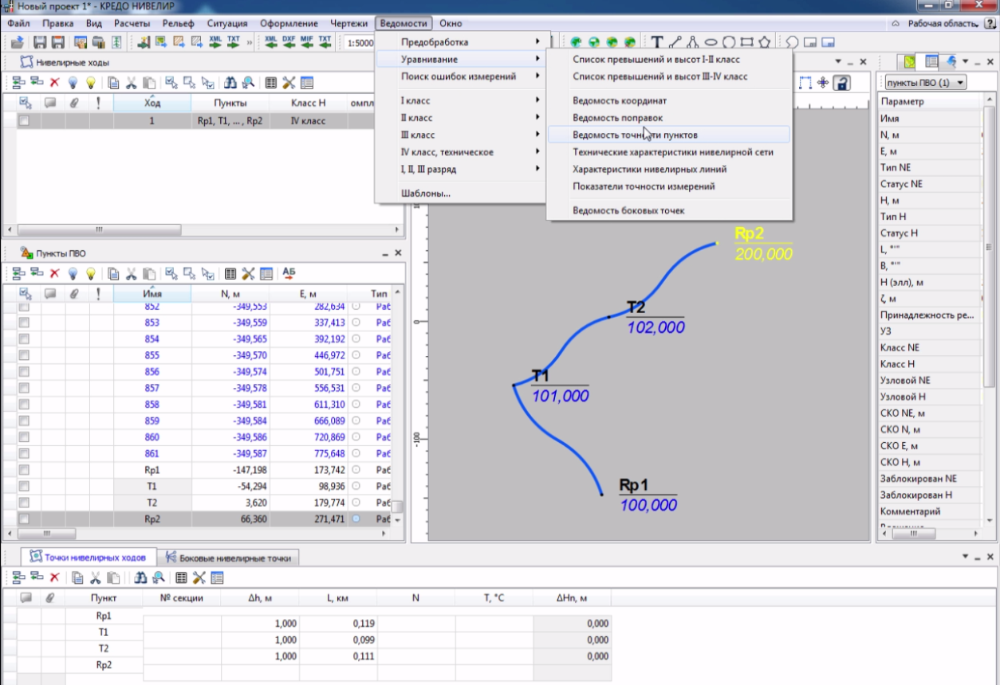 Новый проект 1* - КРЕДО НИВЕЛИР
Файл Правка Вид Расчеты Рельеф Ситуация Оформление Чертежи Ведомости Окно Рабочая область
XML TXT » XML DXF MIF TXT 1:5000
Нивелирные ходы
Ход Пункты Класс H омпл
1 Rp1, T1, ... , Rp2 IV класс
Предобработка
Уравнивание
Поиск ошибок измерений
I класс
II класс
III класс
IV класс, техническое
I, II, III разряд
Шаблоны...
Список превышений и высот I-II класс
Список превышений и высот III-IV класс
Ведомость координат
Ведомость поправок
Ведомость точности пунктов
Технические характеристики нивелирной сети
Характеристики нивелирных линий
Показатели точности измерений
Ведомость боковых точек
Пункты ПВО
АБ
Имя N, м E, м Тип
852 -349,553 282,634 Раб
853 -349,559 337,413 Раб
854 -349,565 392,192 Раб
855 -349,570 446,972 Раб
856 -349,574 501,751 Раб
857 -349,578 556,531 Раб
858 -349,581 611,310 Раб
859 -349,584 666,089 Раб
860 -349,586 720,869 Раб
861 -349,587 775,648 Раб
Rp1 -147,198 173,742 Раб
T1 -54,294 98,936 Раб
T2 3,620 179,774 Раб
Rp2 66,360 271,471 Раб
0
-100
Rp2
200,000
T2
102,000
T1
101,000
Rp1
100,000
пункты ПВО (1)
Параметр
Имя
N, м
E, м
Тип NE
Статус NE
H, м
Тип H
Статус H
L, °'"
B, °'"
H (элл), м
ζ, м
Принадлежность ре...
УЗ
Класс NE
Класс H
Узловой NE
Узловой H
СКО NE, м
СКО N, м
СКО E, м
СКО H, м
Заблокирован NE
Заблокирован H
Комментарий
Точки нивелирных ходов Боковые нивелирные точки
Пункт № секции Δh, м L, км N T, °C ΔHn, м
Rp1
1,000 0,119 0,000
T1
1,000 0,099 0,000
T2
1,000 0,111 0,000
Rp2